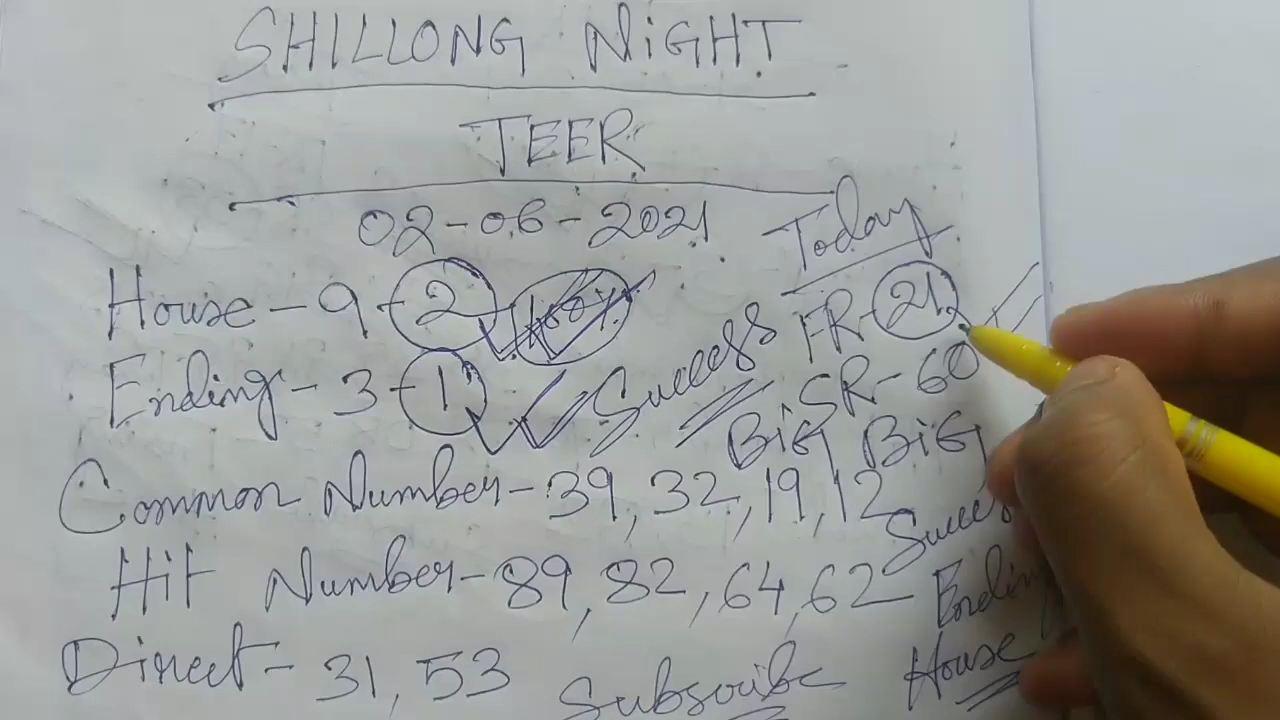 SHILLONG NiGHT
TEER
02-06-2021
Today
House - 9 - 2 100%
FR - 21
Ending - 3 - 1 Success
SR - 60
BiG BiG
Common Number - 39, 32, 19, 12
Success
Hit Number - 89, 82, 64, 62
Ending
Direct - 31, 53
House
Subscribe